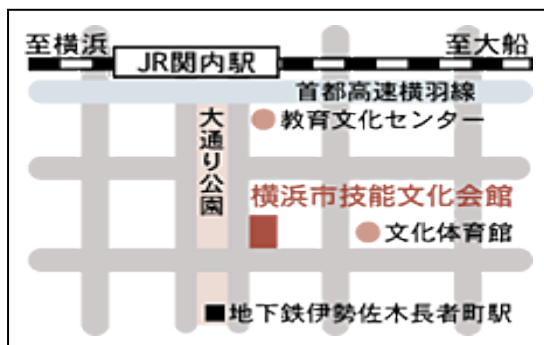 至横浜
JR関内駅
至大船
首都高速横羽線
教育文化センター
大通り公園
横浜市技能文化会館
文化体育館
地下鉄伊勢佐木長者町駅